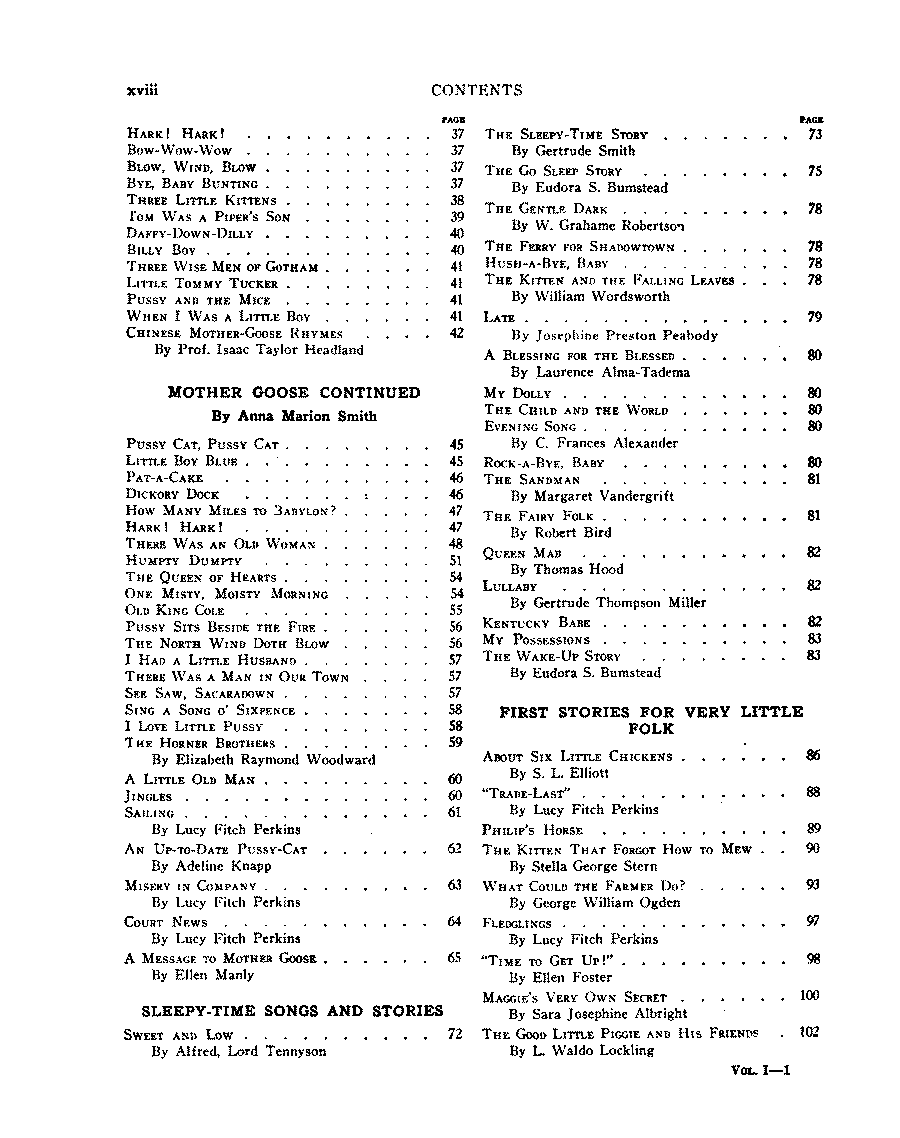 xviii CONTENTS
PAGE
HARK! HARK! . . . . . . . . . . 37
BOW-WOW-WOW . . . . . . . . . . 37
BLOW, WIND, BLOW . . . . . . . . . 37
BYE, BABY BUNTING . . . . . . . . . 37
THREE LITTLE KITTENS . . . . . . . . 38
TOM WAS A PIPER'S SON . . . . . . . 39
DAFFY-DOWN-DILLY . . . . . . . . . 40
BILLY BOY . . . . . . . . . . . . 40
THREE WISE MEN OF GOTHAM . . . . . . 41
LITTLE TOMMY TUCKER . . . . . . . . 41
PUSSY AND THE MICE . . . . . . . . 41
WHEN I WAS A LITTLE BOY . . . . . . 41
CHINESE MOTHER-GOOSE RHYMES . . . . 42
By Prof. Isaac Taylor Headland
MOTHER GOOSE CONTINUED
By Anna Marion Smith
PUSSY CAT, PUSSY CAT . . . . . . . . 45
LITTLE BOY BLUE . . . . . . . . . . 45
PAT-A-CAKE . . . . . . . . . . . 46
DICKORY DOCK . . . . . . . . . . 46
HOW MANY MILES TO BABYLON? . . . . . 47
HARK! HARK! . . . . . . . . . . 47
THERE WAS AN OLD WOMAN . . . . . . 48
HUMPTY DUMPTY . . . . . . . . . 51
THE QUEEN OF HEARTS . . . . . . . . 54
ONE MISTY, MOISTY MORNING . . . . . 54
OLD KING COLE . . . . . . . . . . 55
PUSSY SITS BESIDE THE FIRE . . . . . . 56
THE NORTH WIND DOTH BLOW . . . . . 56
I HAD A LITTLE HUSBAND . . . . . . . 57
THERE WAS A MAN IN OUR TOWN . . . . 57
SEE SAW, SACARADOWN . . . . . . . . 57
SING A SONG O' SIXPENCE . . . . . . . 58
I LOVE LITTLE PUSSY . . . . . . . . 58
THE HORNER BROTHERS . . . . . . . . 59
By Elizabeth Raymond Woodward
A LITTLE OLD MAN . . . . . . . . . 60
JINGLES . . . . . . . . . . . . . 60
SAILING . . . . . . . . . . . . . 61
By Lucy Fitch Perkins
AN UP-TO-DATE PUSSY-CAT . . . . . . 62
By Adeline Knapp
MISERY IN COMPANY . . . . . . . . . 63
By Lucy Fitch Perkins
COURT NEWS . . . . . . . . . . . 64
By Lucy Fitch Perkins
A MESSAGE TO MOTHER GOOSE . . . . . . 65
By Ellen Manly
SLEEPY-TIME SONGS AND STORIES
SWEET AND LOW . . . . . . . . . . 72
By Alfred, Lord Tennyson
PAGE
THE SLEEPY-TIME STORY . . . . . . . 73
By Gertrude Smith
THE GO SLEEP STORY . . . . . . . . 75
By Eudora S. Bumstead
THE GENTLE DARK . . . . . . . . . 78
By W. Grahame Robertson
THE FERRY FOR SHADOWTOWN . . . . . . 78
HUSH-A-BYE, BABY . . . . . . . . . 78
THE KITTEN AND THE FALLING LEAVES . . . 78
By William Wordsworth
LATE . . . . . . . . . . . . . . 79
By Josephine Preston Peabody
A BLESSING FOR THE BLESSED . . . . . . 80
By Laurence Alma-Tadema
MY DOLLY . . . . . . . . . . . . 80
THE CHILD AND THE WORLD . . . . . . 80
EVENING SONG . . . . . . . . . . . 80
By C. Frances Alexander
ROCK-A-BYE, BABY . . . . . . . . . 80
THE SANDMAN . . . . . . . . . . 81
By Margaret Vandergrift
THE FAIRY FOLK . . . . . . . . . . 81
By Robert Bird
QUEEN MAB . . . . . . . . . . . 82
By Thomas Hood
LULLABY . . . . . . . . . . . . 82
By Gertrude Thompson Miller
KENTUCKY BABE . . . . . . . . . . 82
MY POSSESSIONS . . . . . . . . . . 83
THE WAKE-UP STORY . . . . . . . . 83
By Eudora S. Bumstead
FIRST STORIES FOR VERY LITTLE
FOLK
ABOUT SIX LITTLE CHICKENS . . . . . . 86
By S. L. Elliott
"TRADE-LAST" . . . . . . . . . . . 88
By Lucy Fitch Perkins
PHILIP'S HORSE . . . . . . . . . . 89
THE KITTEN THAT FORGOT HOW TO MEW . . 90
By Stella George Stern
WHAT COULD THE FARMER DO? . . . . . 93
By George William Ogden
FLEDGLINGS . . . . . . . . . . . . 97
By Lucy Fitch Perkins
"TIME TO GET UP!" . . . . . . . . . 98
By Ellen Foster
MAGGIE'S VERY OWN SECRET . . . . . . 100
By Sara Josephine Albright
THE GOOD LITTLE PIGGIE AND HIS FRIENDS . 102
By L. Waldo Lockling
VOL. I—1